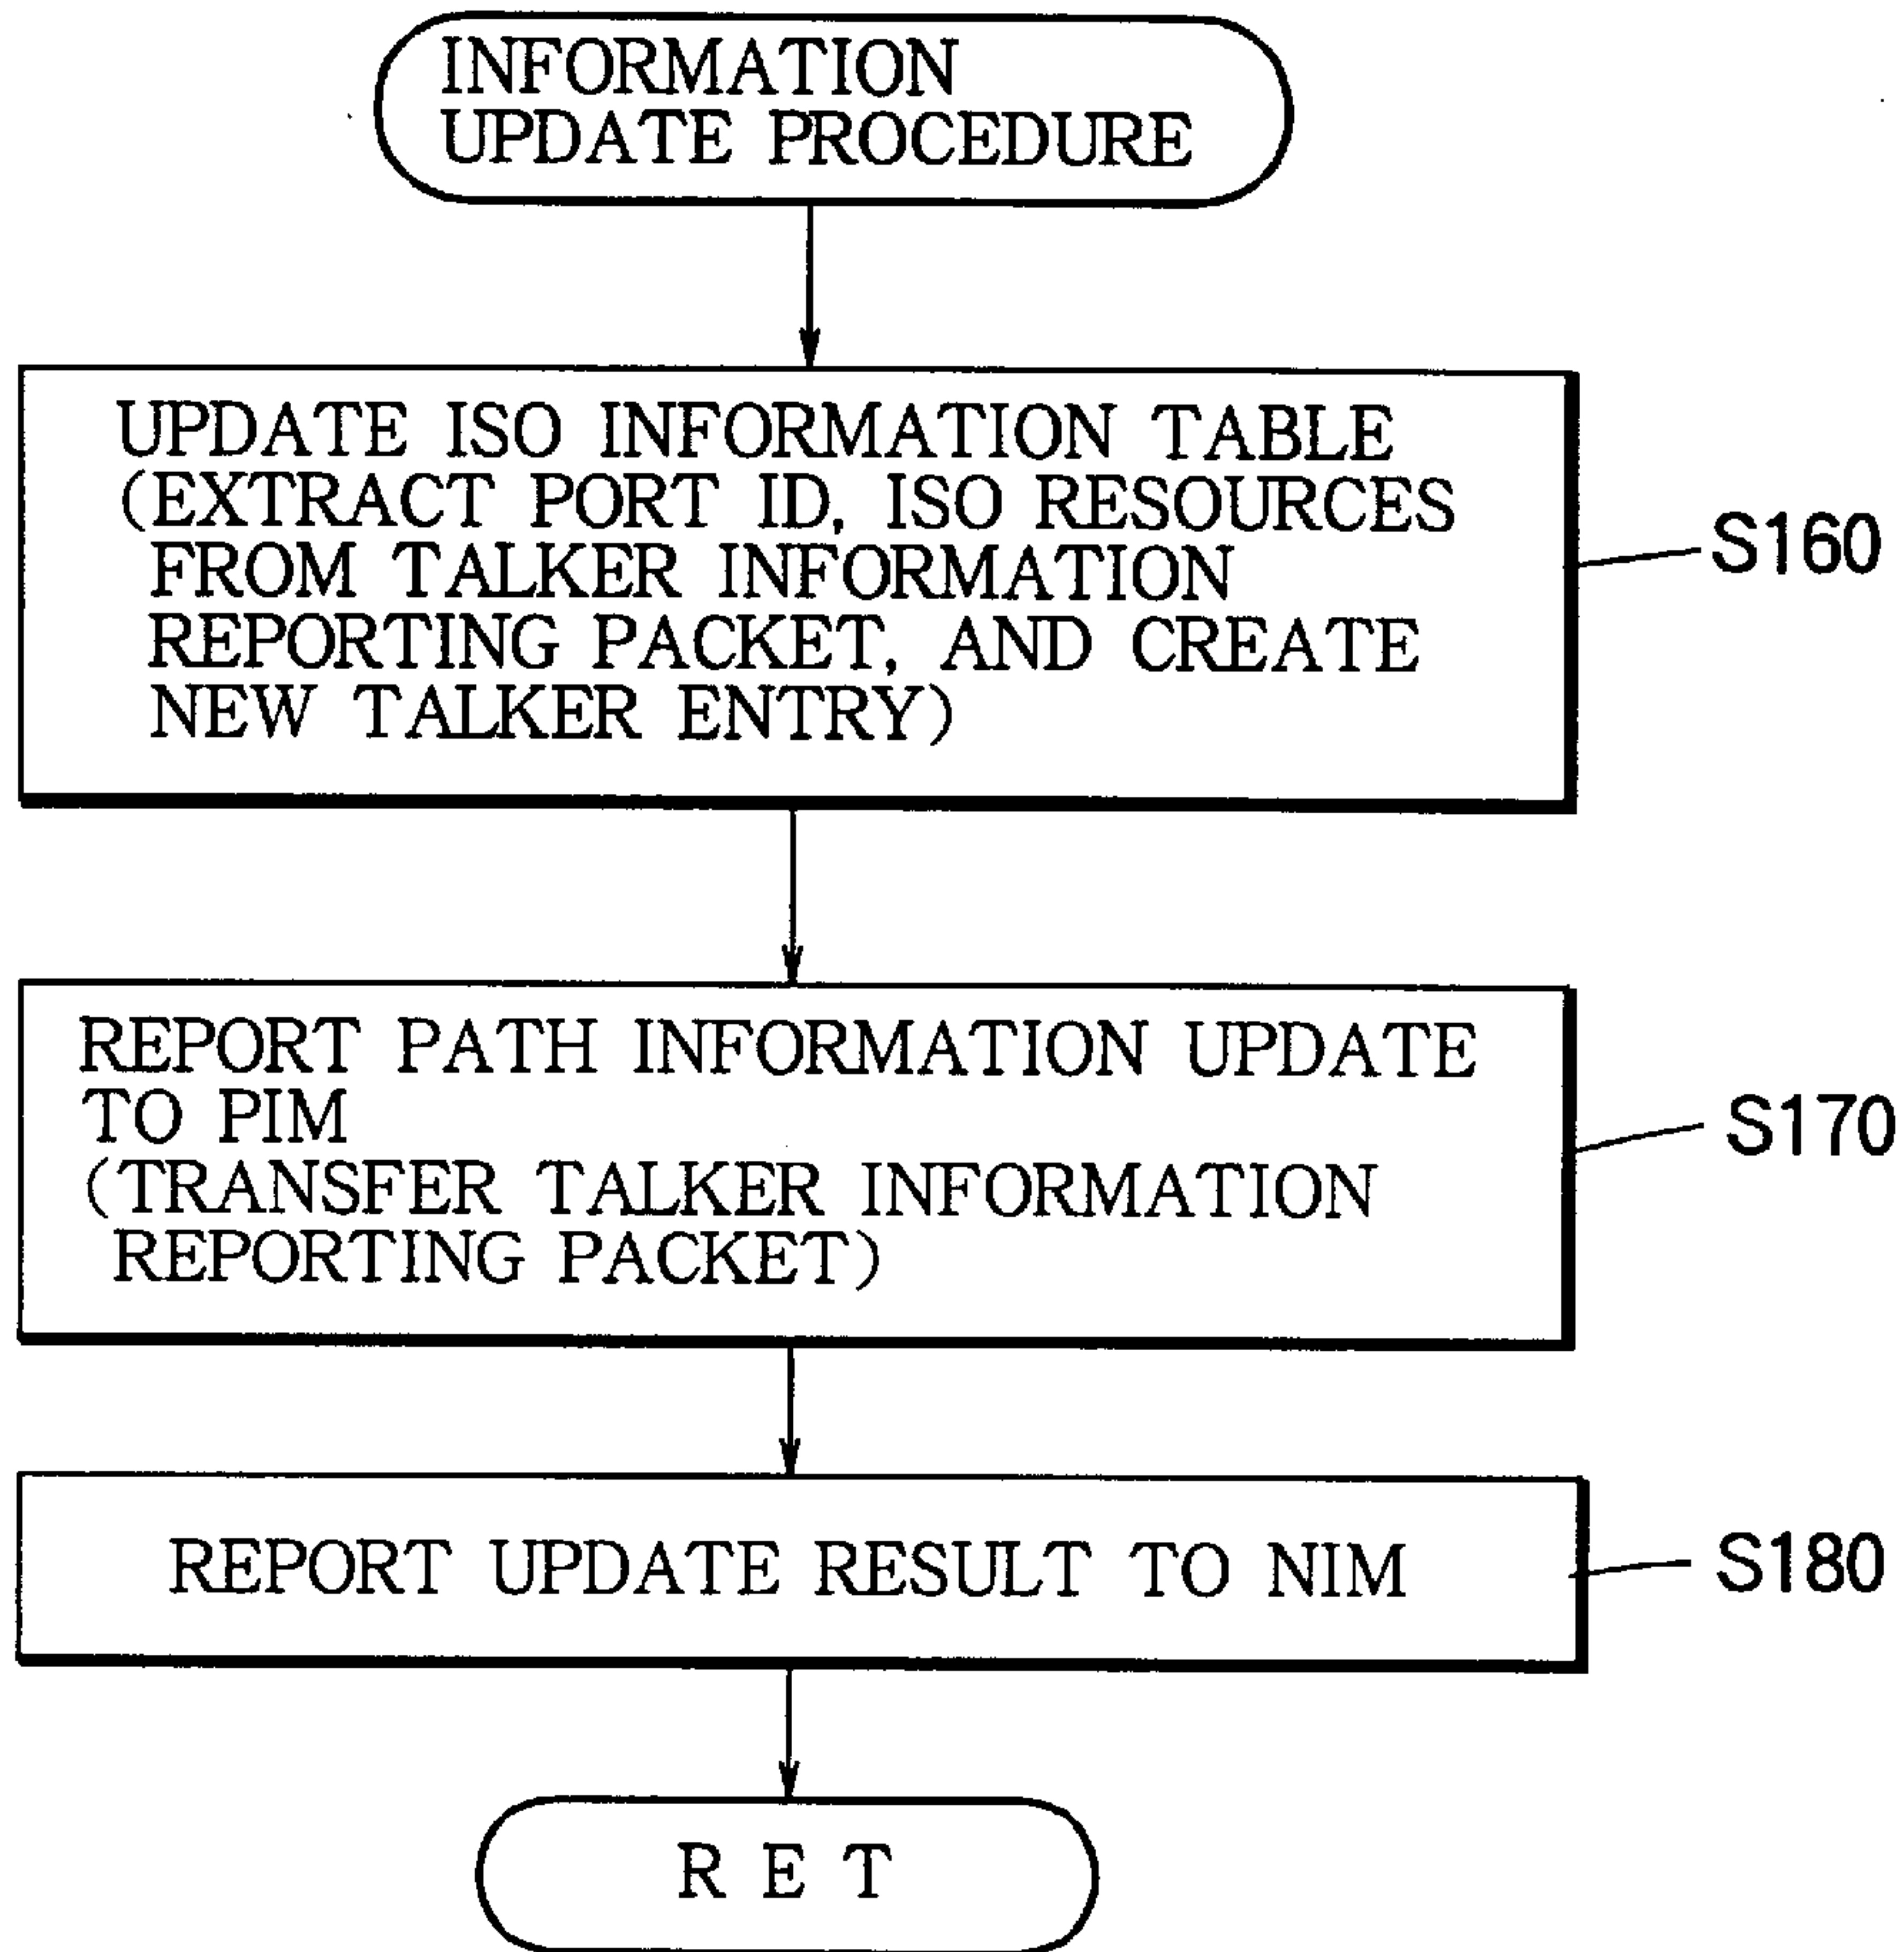 INFORMATION
UPDATE PROCEDURE
UPDATE ISO INFORMATION TABLE
(EXTRACT PORT ID, ISO RESOURCES
FROM TALKER INFORMATION
REPORTING PACKET, AND CREATE
NEW TALKER ENTRY)
S160
REPORT PATH INFORMATION UPDATE
TO PIM
(TRANSFER TALKER INFORMATION
REPORTING PACKET)
S170
REPORT UPDATE RESULT TO NIM
S180
R E T